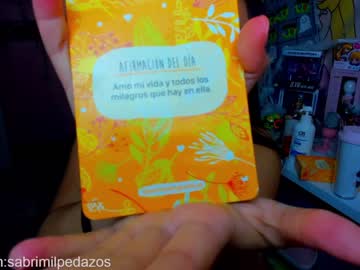 AFIRMACIÓN DEL DÍA
Amo mi vida y todos los
milagros que hay en ella.
n:sabrimilpedazos